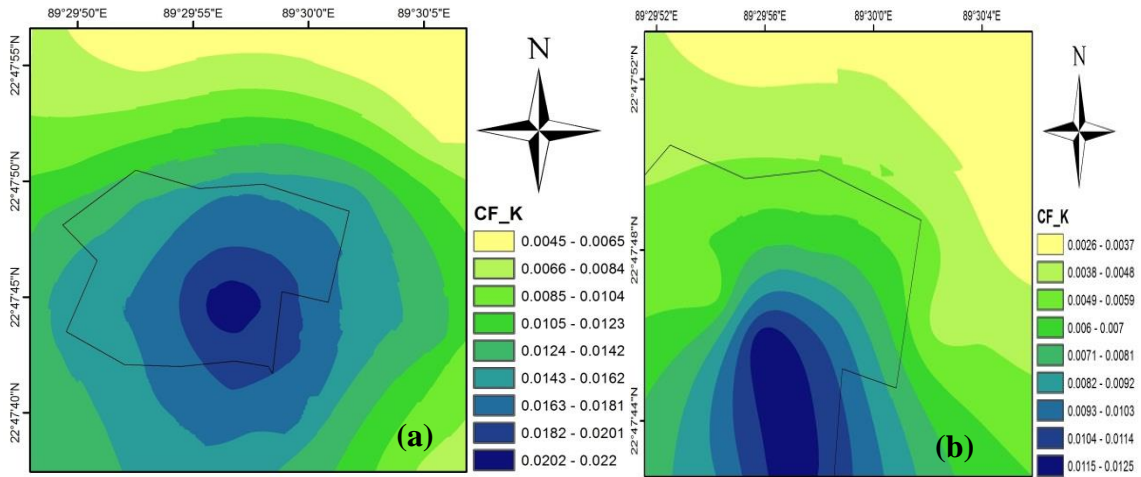 89°29'50"E 89°29'55"E 89°30'0"E 89°30'5"E
22°47'55"N
22°47'50"N
22°47'45"N
22°47'40"N
N
CF_K
0.0045 - 0.0065
0.0066 - 0.0084
0.0085 - 0.0104
0.0105 - 0.0123
0.0124 - 0.0142
0.0143 - 0.0162
0.0163 - 0.0181
0.0182 - 0.0201
0.0202 - 0.022
(a)
89°29'52"E 89°29'56"E 89°30'0"E 89°30'4"E
22°47'52"N
22°47'48"N
22°47'44"N
N
CF_K
0.0026 - 0.0037
0.0038 - 0.0048
0.0049 - 0.0059
0.006 - 0.007
0.0071 - 0.0081
0.0082 - 0.0092
0.0093 - 0.0103
0.0104 - 0.0114
0.0115 - 0.0125
(b)